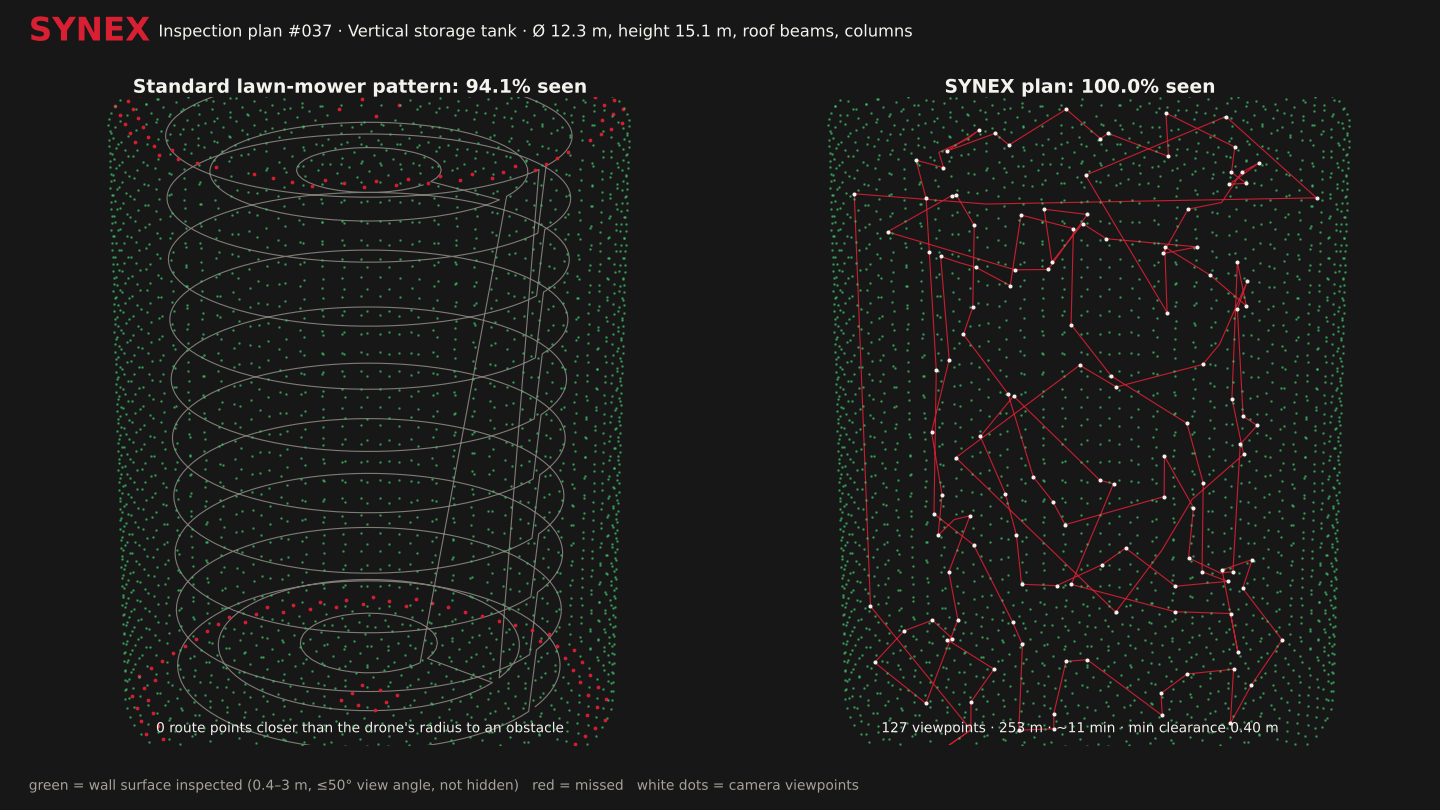 SYNEX Inspection plan #037 · Vertical storage tank · Ø 12.3 m, height 15.1 m, roof beams, columns
Standard lawn-mower pattern: 94.1% seen
SYNEX plan: 100.0% seen
0 route points closer than the drone's radius to an obstacle
127 viewpoints · 253 m · ~11 min · min clearance 0.40 m
green = wall surface inspected (0.4–3 m, ≤50° view angle, not hidden)   red = missed   white dots = camera viewpoints